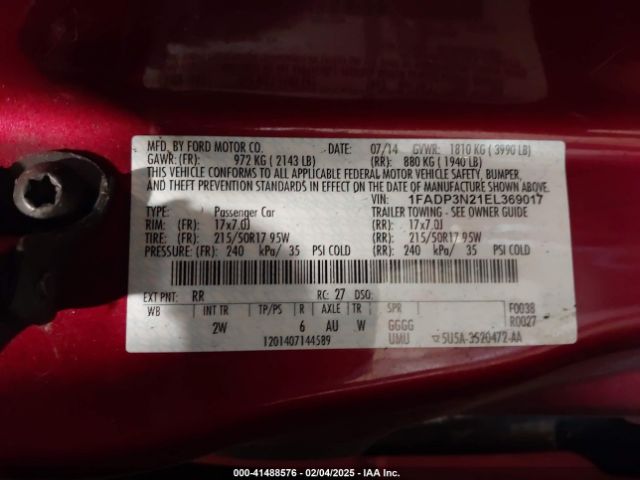 MFD. BY FORD MOTOR CO. DATE: 07/14 GVWR: 1810 KG ( 3990 LB)
GAWR: (FR): 972 KG ( 2143 LB) (RR): 880 KG ( 1940 LB)
THIS VEHICLE CONFORMS TO ALL APPLICABLE FEDERAL MOTOR VEHICLE SAFETY, BUMPER,
AND THEFT PREVENTION STANDARDS IN EFFECT ON THE DATE OF MANUFACTURE SHOWN ABOVE
VIN: 1FADP3N21EL369017
TYPE: Passenger Car TRAILER TOWING - SEE OWNER GUIDE
RIM: (FR): 17x7.0J (RR): 17x7.0J
TIRE: (FR): 215/50R17 95W (RR): 215/50R17 95W
PRESSURE: (FR): 240 kPa/ 35 PSI COLD (RR): 240 kPa/ 35 PSI COLD
EXT PNT: RR RC: 27 DSO:
WB INT TR TP/PS R AXLE TR SPR F0038
2W 6 AU W GGGG R0027
1201407144589 UMU 5U5A-3520472-AA
000-41488576 - 02/04/2025 - IAA Inc.